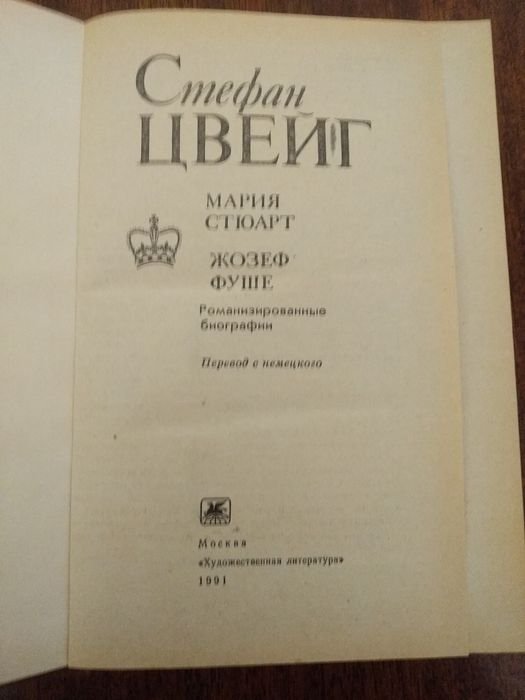 Стефан
ЦВЕЙГ
МАРИЯ
СТЮАРТ
ЖОЗЕФ
ФУШЕ
Романизированные
биографии
Перевод с немецкого
Москва
«Художественная литература»
1991